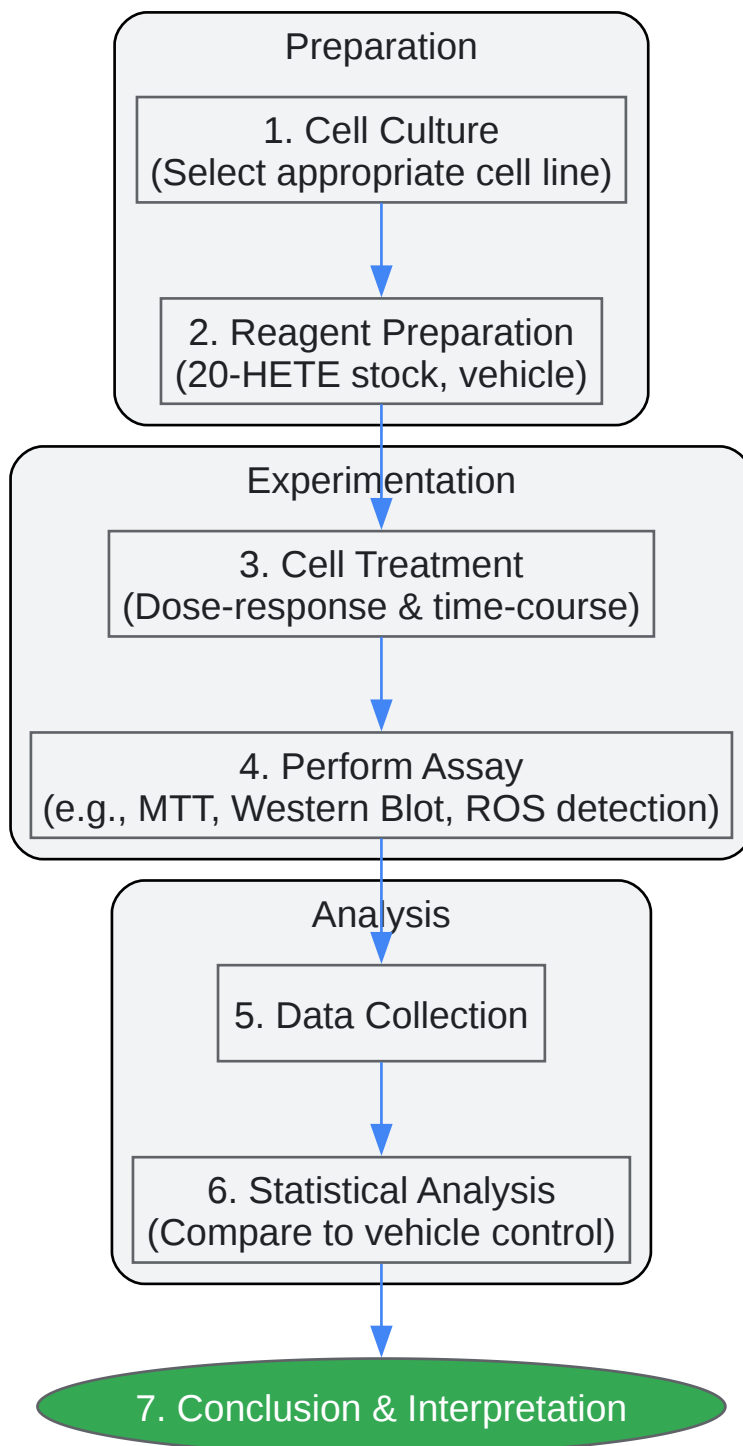 Preparation
1. Cell Culture
(Select appropriate cell line)
2. Reagent Preparation
(20-HETE stock, vehicle)
Experimentation
3. Cell Treatment
(Dose-response & time-course)
4. Perform Assay
(e.g., MTT, Western Blot, ROS detection)
Analysis
5. Data Collection
6. Statistical Analysis
(Compare to vehicle control)
7. Conclusion & Interpretation